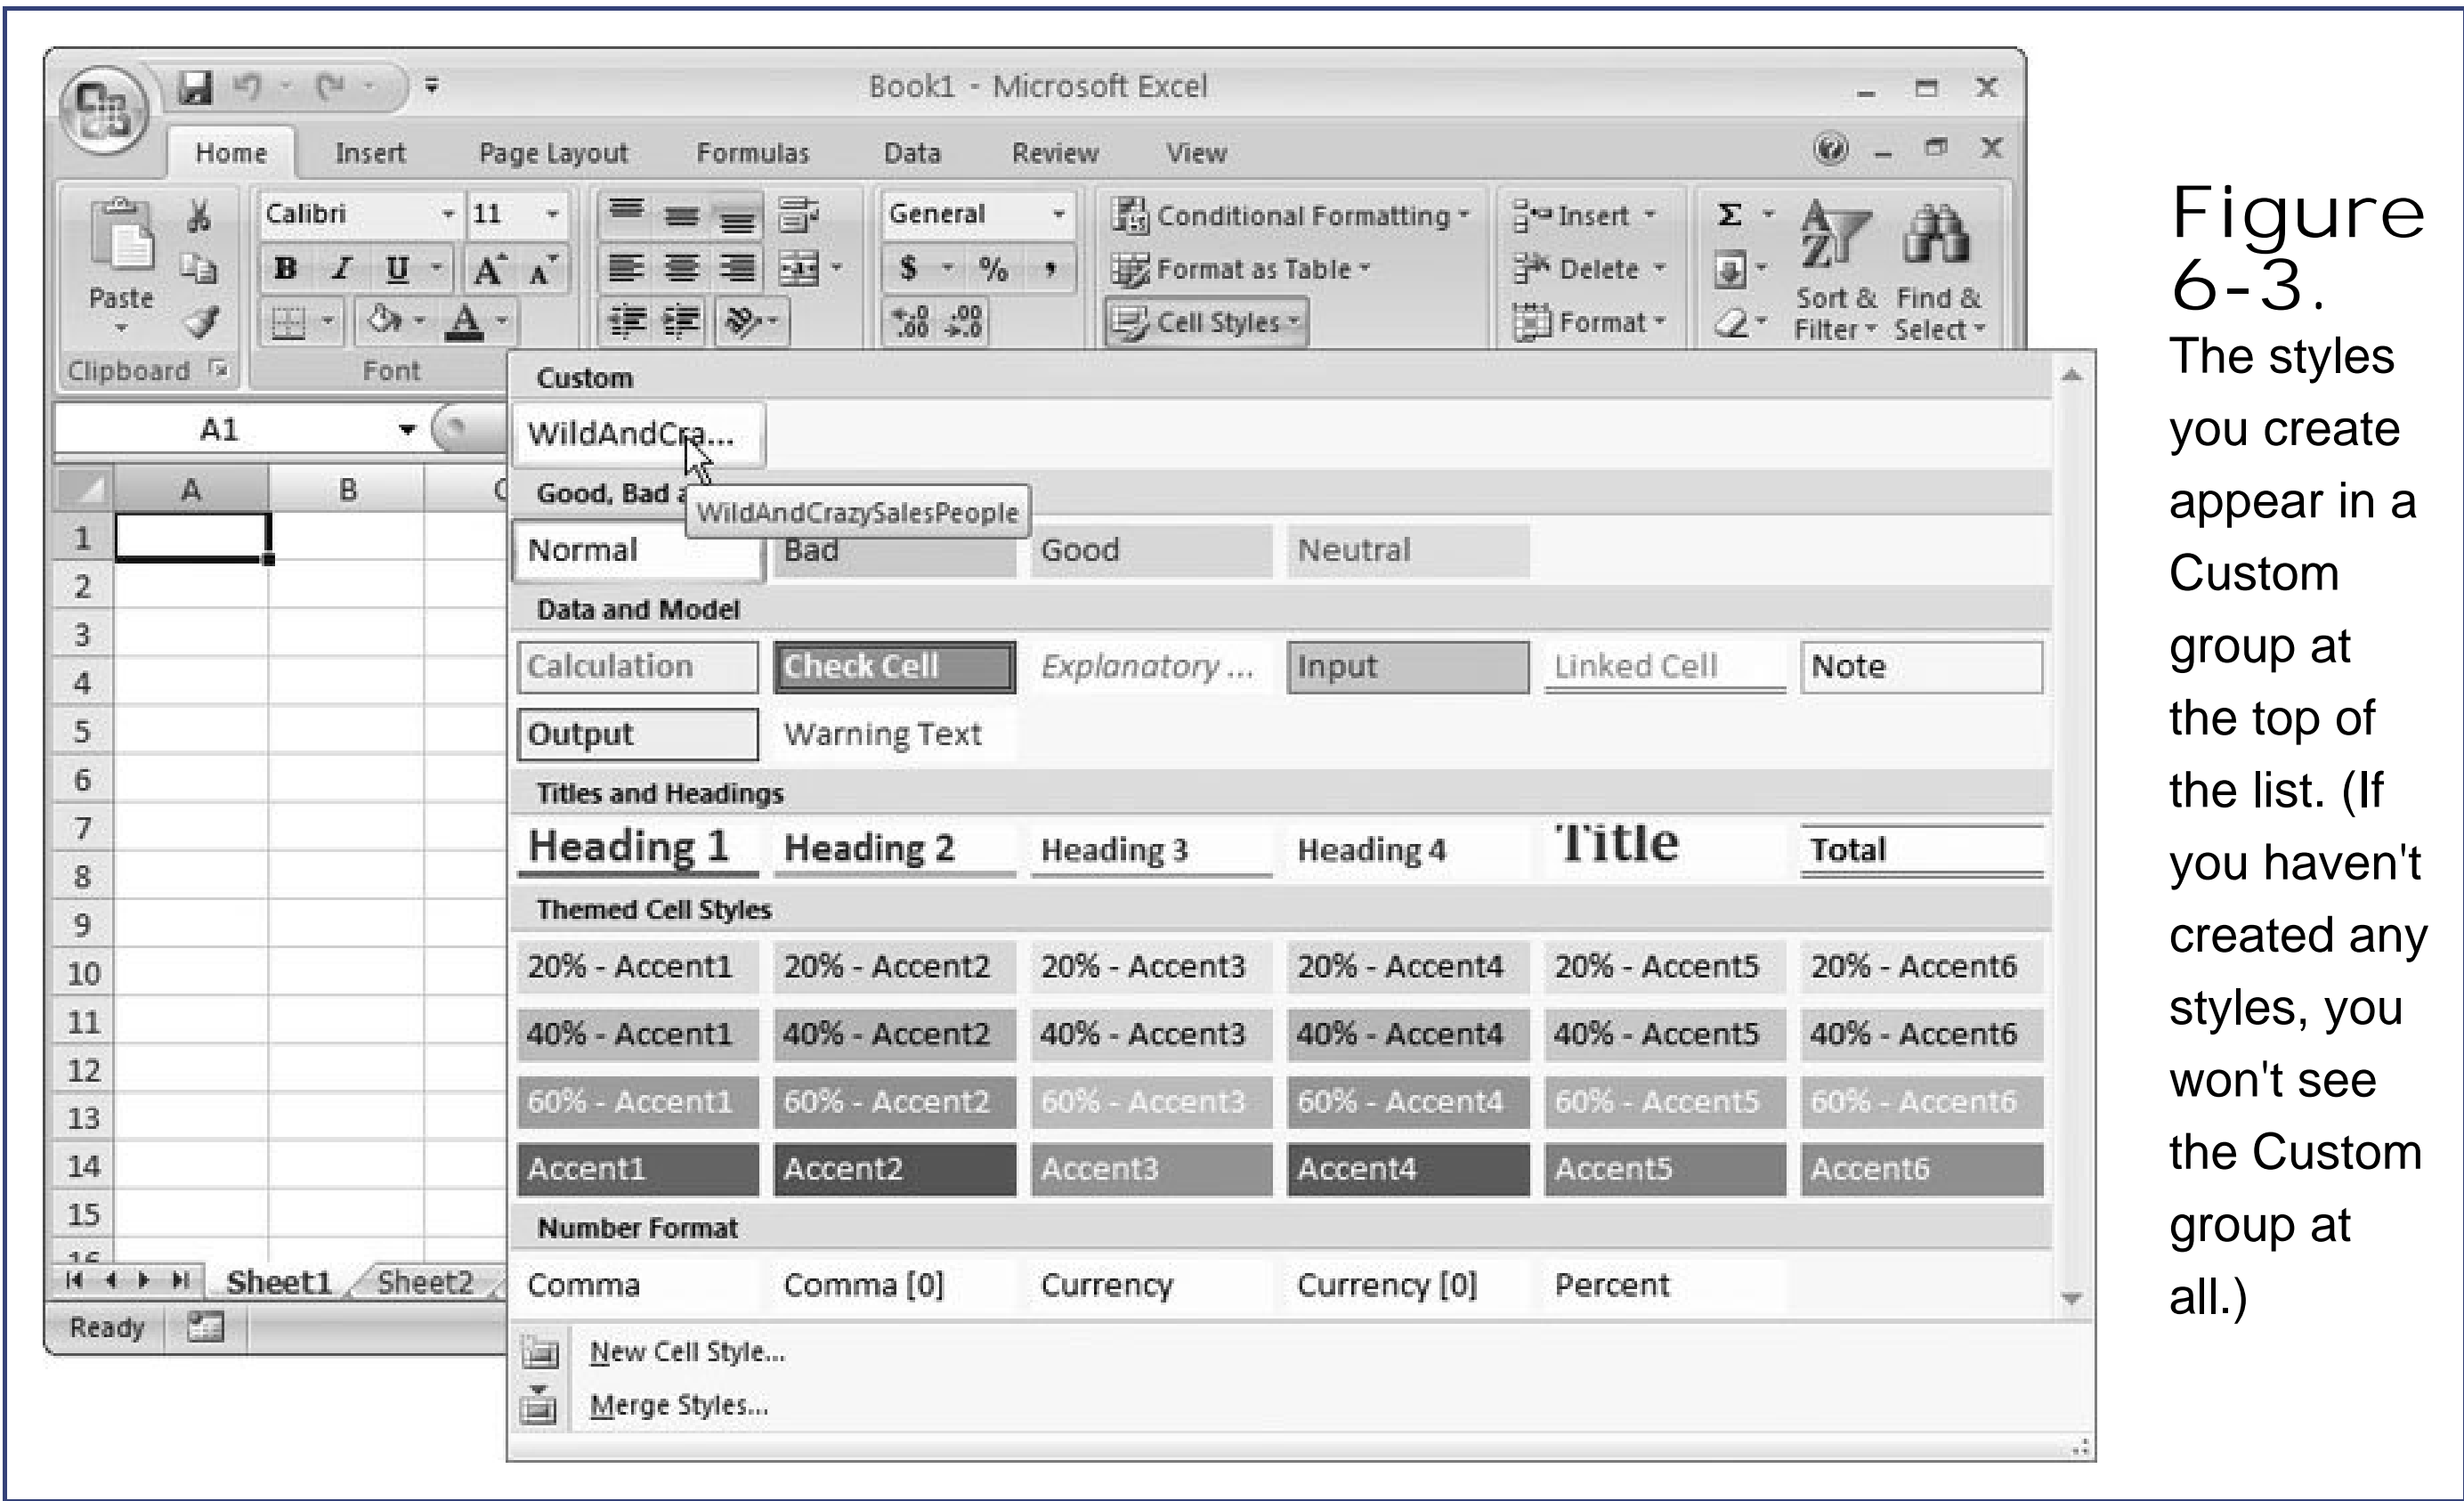 Book1 - Microsoft Excel
Home Insert Page Layout Formulas Data Review View
Calibri 11 General Conditional Formatting Insert Σ
B I U A A $ % , Format as Table Delete
Paste A .0 .00 .00 .0 Cell Styles Format Sort & Filter Find & Select
Clipboard Font
A1
Custom
WildAndCra...
WildAndCrazySalesPeople
Good, Bad a
Normal Bad Good Neutral
Data and Model
Calculation Check Cell Explanatory ... Input Linked Cell Note
Output Warning Text
Titles and Headings
Heading 1 Heading 2 Heading 3 Heading 4 Title Total
Themed Cell Styles
20% - Accent1 20% - Accent2 20% - Accent3 20% - Accent4 20% - Accent5 20% - Accent6
40% - Accent1 40% - Accent2 40% - Accent3 40% - Accent4 40% - Accent5 40% - Accent6
60% - Accent1 60% - Accent2 60% - Accent3 60% - Accent4 60% - Accent5 60% - Accent6
Accent1 Accent2 Accent3 Accent4 Accent5 Accent6
Number Format
Comma Comma [0] Currency Currency [0] Percent
New Cell Style...
Merge Styles...
A B
1
2
3
4
5
6
7
8
9
10
11
12
13
14
15
16
Sheet1 Sheet2
Ready
Figure
6-3.
The styles
you create
appear in a
Custom
group at
the top of
the list. (If
you haven't
created any
styles, you
won't see
the Custom
group at
all.)